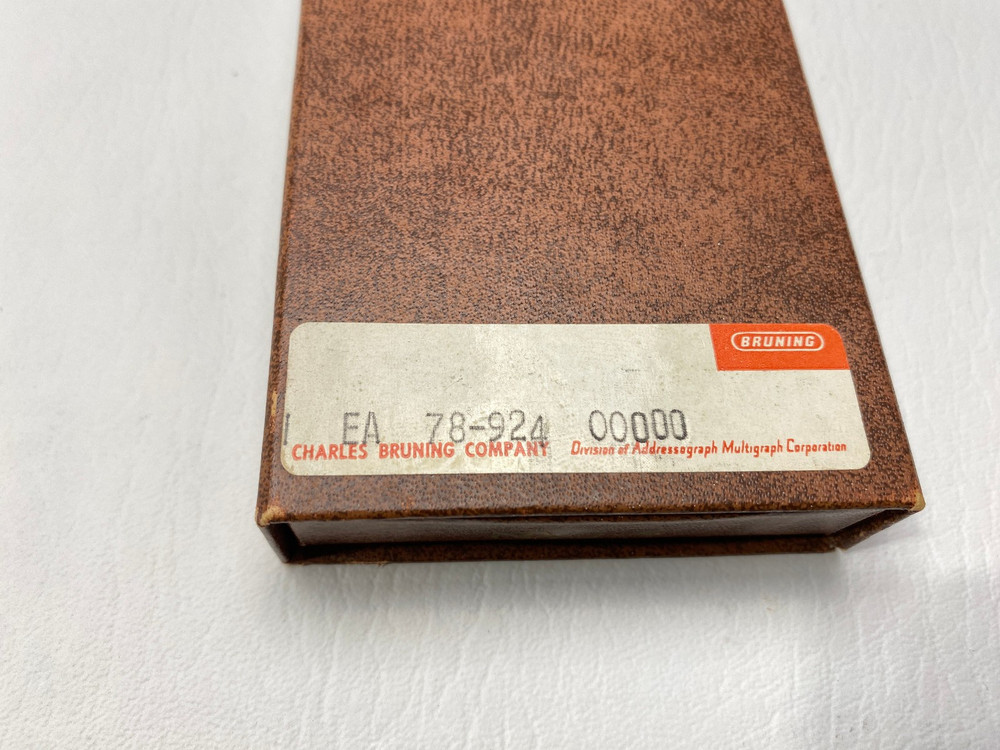 BRUNING
1 EA 78-924 00000
CHARLES BRUNING COMPANY Division of Addressograph Multigraph Corporation